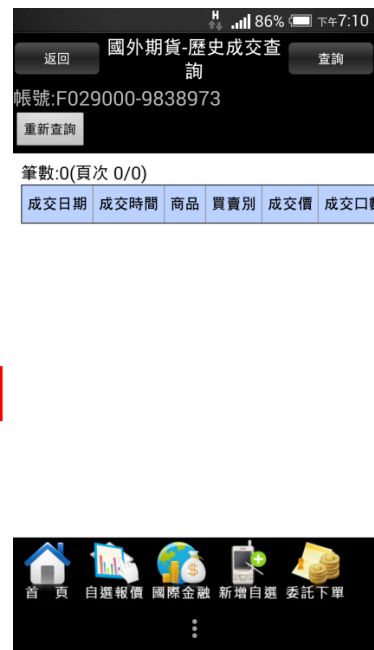 H 86% 下午7:10
返回 國外期貨-歷史成交查詢 查詢
帳號:F029000-9838973
重新查詢
筆數:0(頁次 0/0)
成交日期 成交時間 商品 買賣別 成交價 成交口
首頁 自選報價 國際金融 新增自選 委託下單